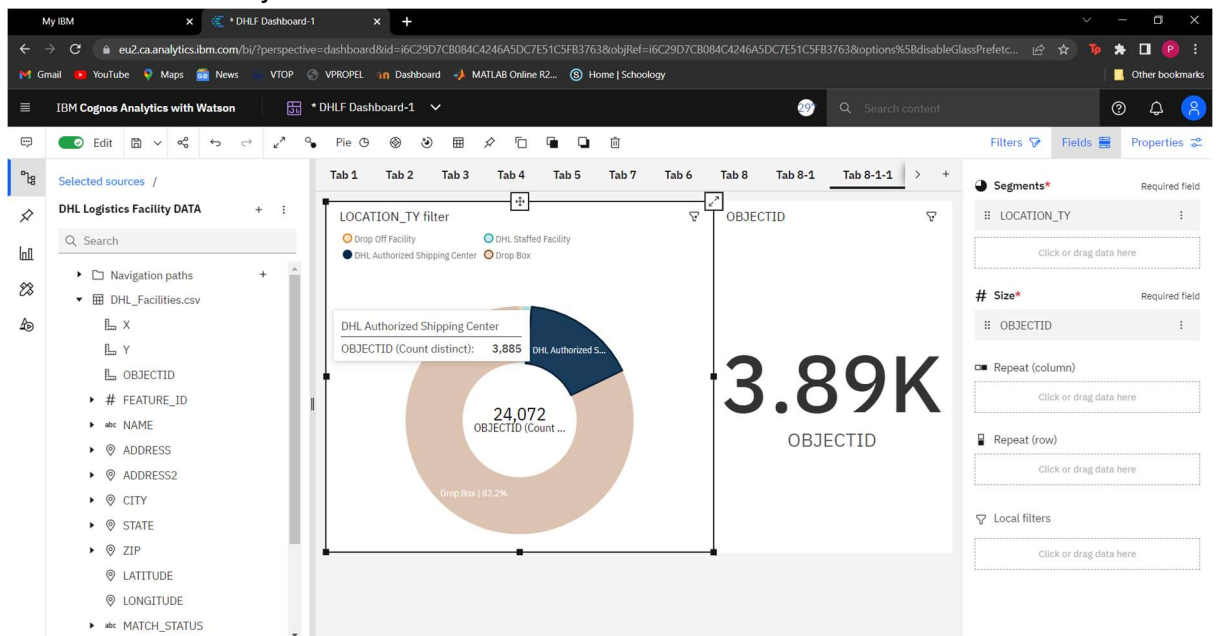 My IBM
* DHLF Dashboard-1
eu2.ca.analytics.ibm.com/bi/?perspective=dashboard&id=i6C29D7CB084C4246A5DC7E51C5FB3763&objRef=i6C29D7CB084C4246A5DC7E51C5FB3763&options%5BdisableGlassPrefetc...
Gmail YouTube Maps News VTOP VPROPEL Dashboard MATLAB Online R2... Home | Schoology Other bookmarks
IBM Cognos Analytics with Watson * DHLF Dashboard-1 Search content
Edit Pie Filters Fields Properties
Selected sources /
DHL Logistics Facility DATA
Search
Navigation paths
DHL_Facilities.csv
X
Y
OBJECTID
# FEATURE_ID
abc NAME
ADDRESS
ADDRESS2
CITY
STATE
ZIP
LATITUDE
LONGITUDE
abc MATCH_STATUS
Tab 1 Tab 2 Tab 3 Tab 4 Tab 5 Tab 7 Tab 6 Tab 8 Tab 8-1 Tab 8-1-1
LOCATION_TY filter
Drop Off Facility DHL Staffed Facility
DHL Authorized Shipping Center Drop Box
DHL Authorized Shipping Center
OBJECTID (Count distinct): 3,885
DHL Authorized S...
24,072
OBJECTID (Count ...
Drop Box | 82.2%
OBJECTID
3.89K
OBJECTID
Segments* Required field
LOCATION_TY
Click or drag data here
# Size* Required field
OBJECTID
Repeat (column)
Click or drag data here
Repeat (row)
Click or drag data here
Local filters
Click or drag data here